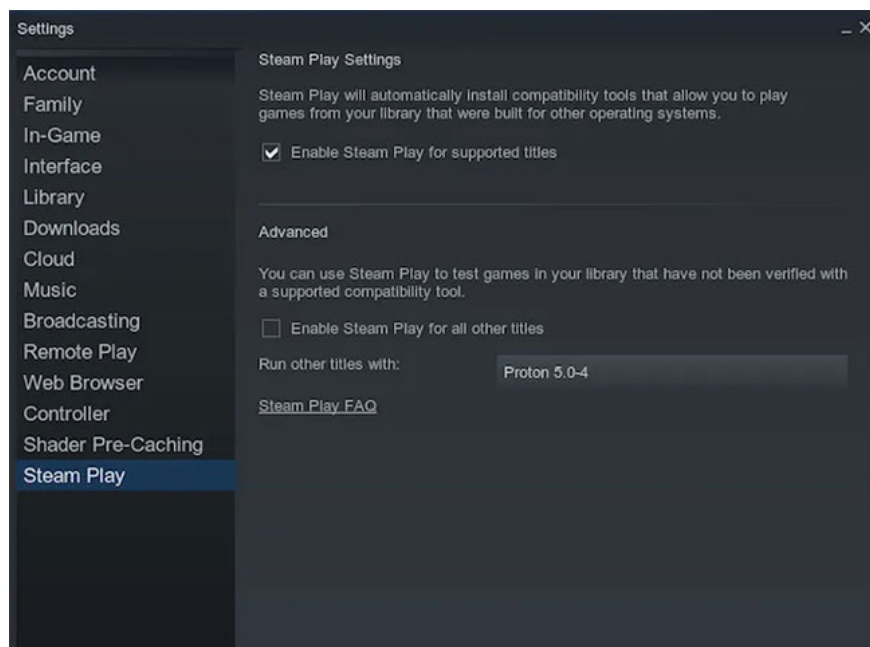 Settings
Account
Family
In-Game
Interface
Library
Downloads
Cloud
Music
Broadcasting
Remote Play
Web Browser
Controller
Shader Pre-Caching
Steam Play
Steam Play Settings
Steam Play will automatically install compatibility tools that allow you to play
games from your library that were built for other operating systems.
Enable Steam Play for supported titles
Advanced
You can use Steam Play to test games in your library that have not been verified with
a supported compatibility tool.
Enable Steam Play for all other titles
Run other titles with:
Proton 5.0-4
Steam Play FAQ